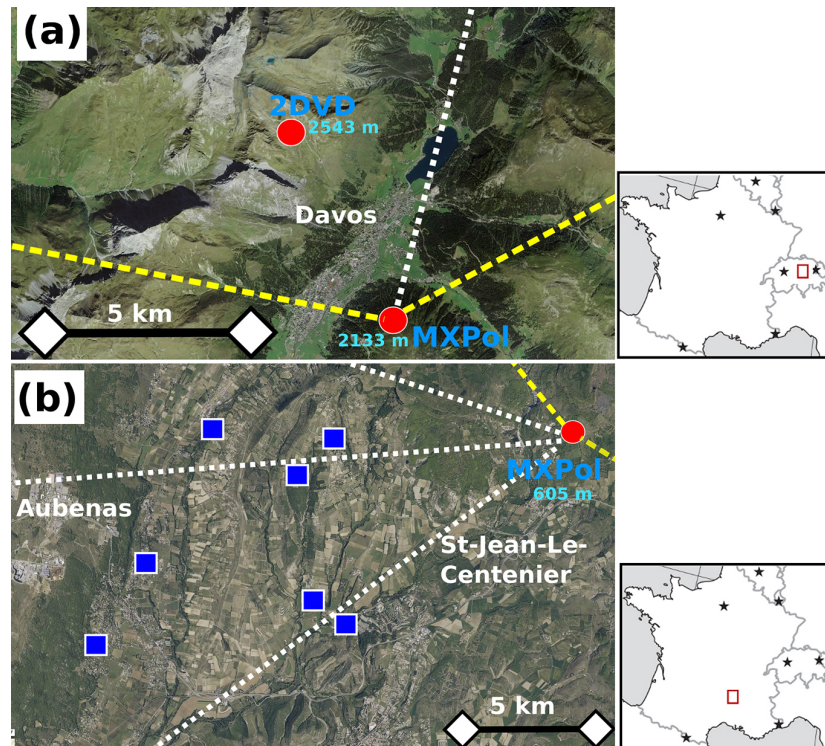 (a)
2DVD
2543 m
Davos
5 km
2133 m
MXPol
(b)
MXPol
605 m
Aubenas
St-Jean-Le-
Centenier
5 km